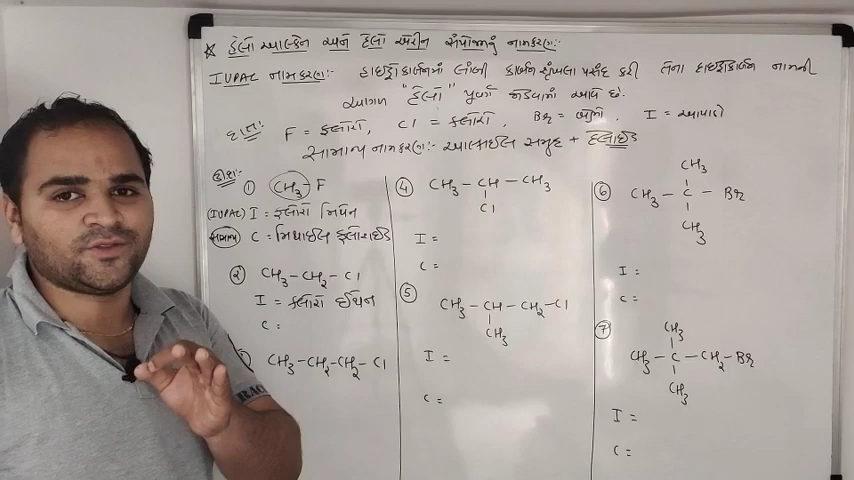 * હેલો આલ્કેન અને હેલો એરીન સંયોજનનું નામકરણ:-
IUPAC નામકરણ:- હાઇડ્રોકાર્બનમાં લાંબી કાર્બન શૃંખલા પસંદ કરી તેના હાઇડ્રોકાર્બન નામની
આગળ "હેલો" પૂર્વગ જોડવામાં આવે છે.
F = ફ્લોરો, Cl = ક્લોરો, Br = બ્રોમો, I = આયોડો
સામાન્ય નામકરણ:- આલ્કાઇલ સમૂહ + હેલાઇડ
① CH3-F
(IUPAC) I = ફ્લોરો મિથેન
સામાન્ય C = મિથાઇલ ફ્લોરાઇડ
② CH3-CH2-Cl
I = ક્લોરો ઈથેન
C =
CH3-CH2-CH2-Cl
④ CH3-CH-CH3
Cl
I =
C =
⑤ CH3-CH-CH2-Cl
CH3
I =
C =
CH3
⑥ CH3-C-Br
CH3
I =
C =
⑦ CH3
CH3-C-CH2-Br
CH3
I =
C =